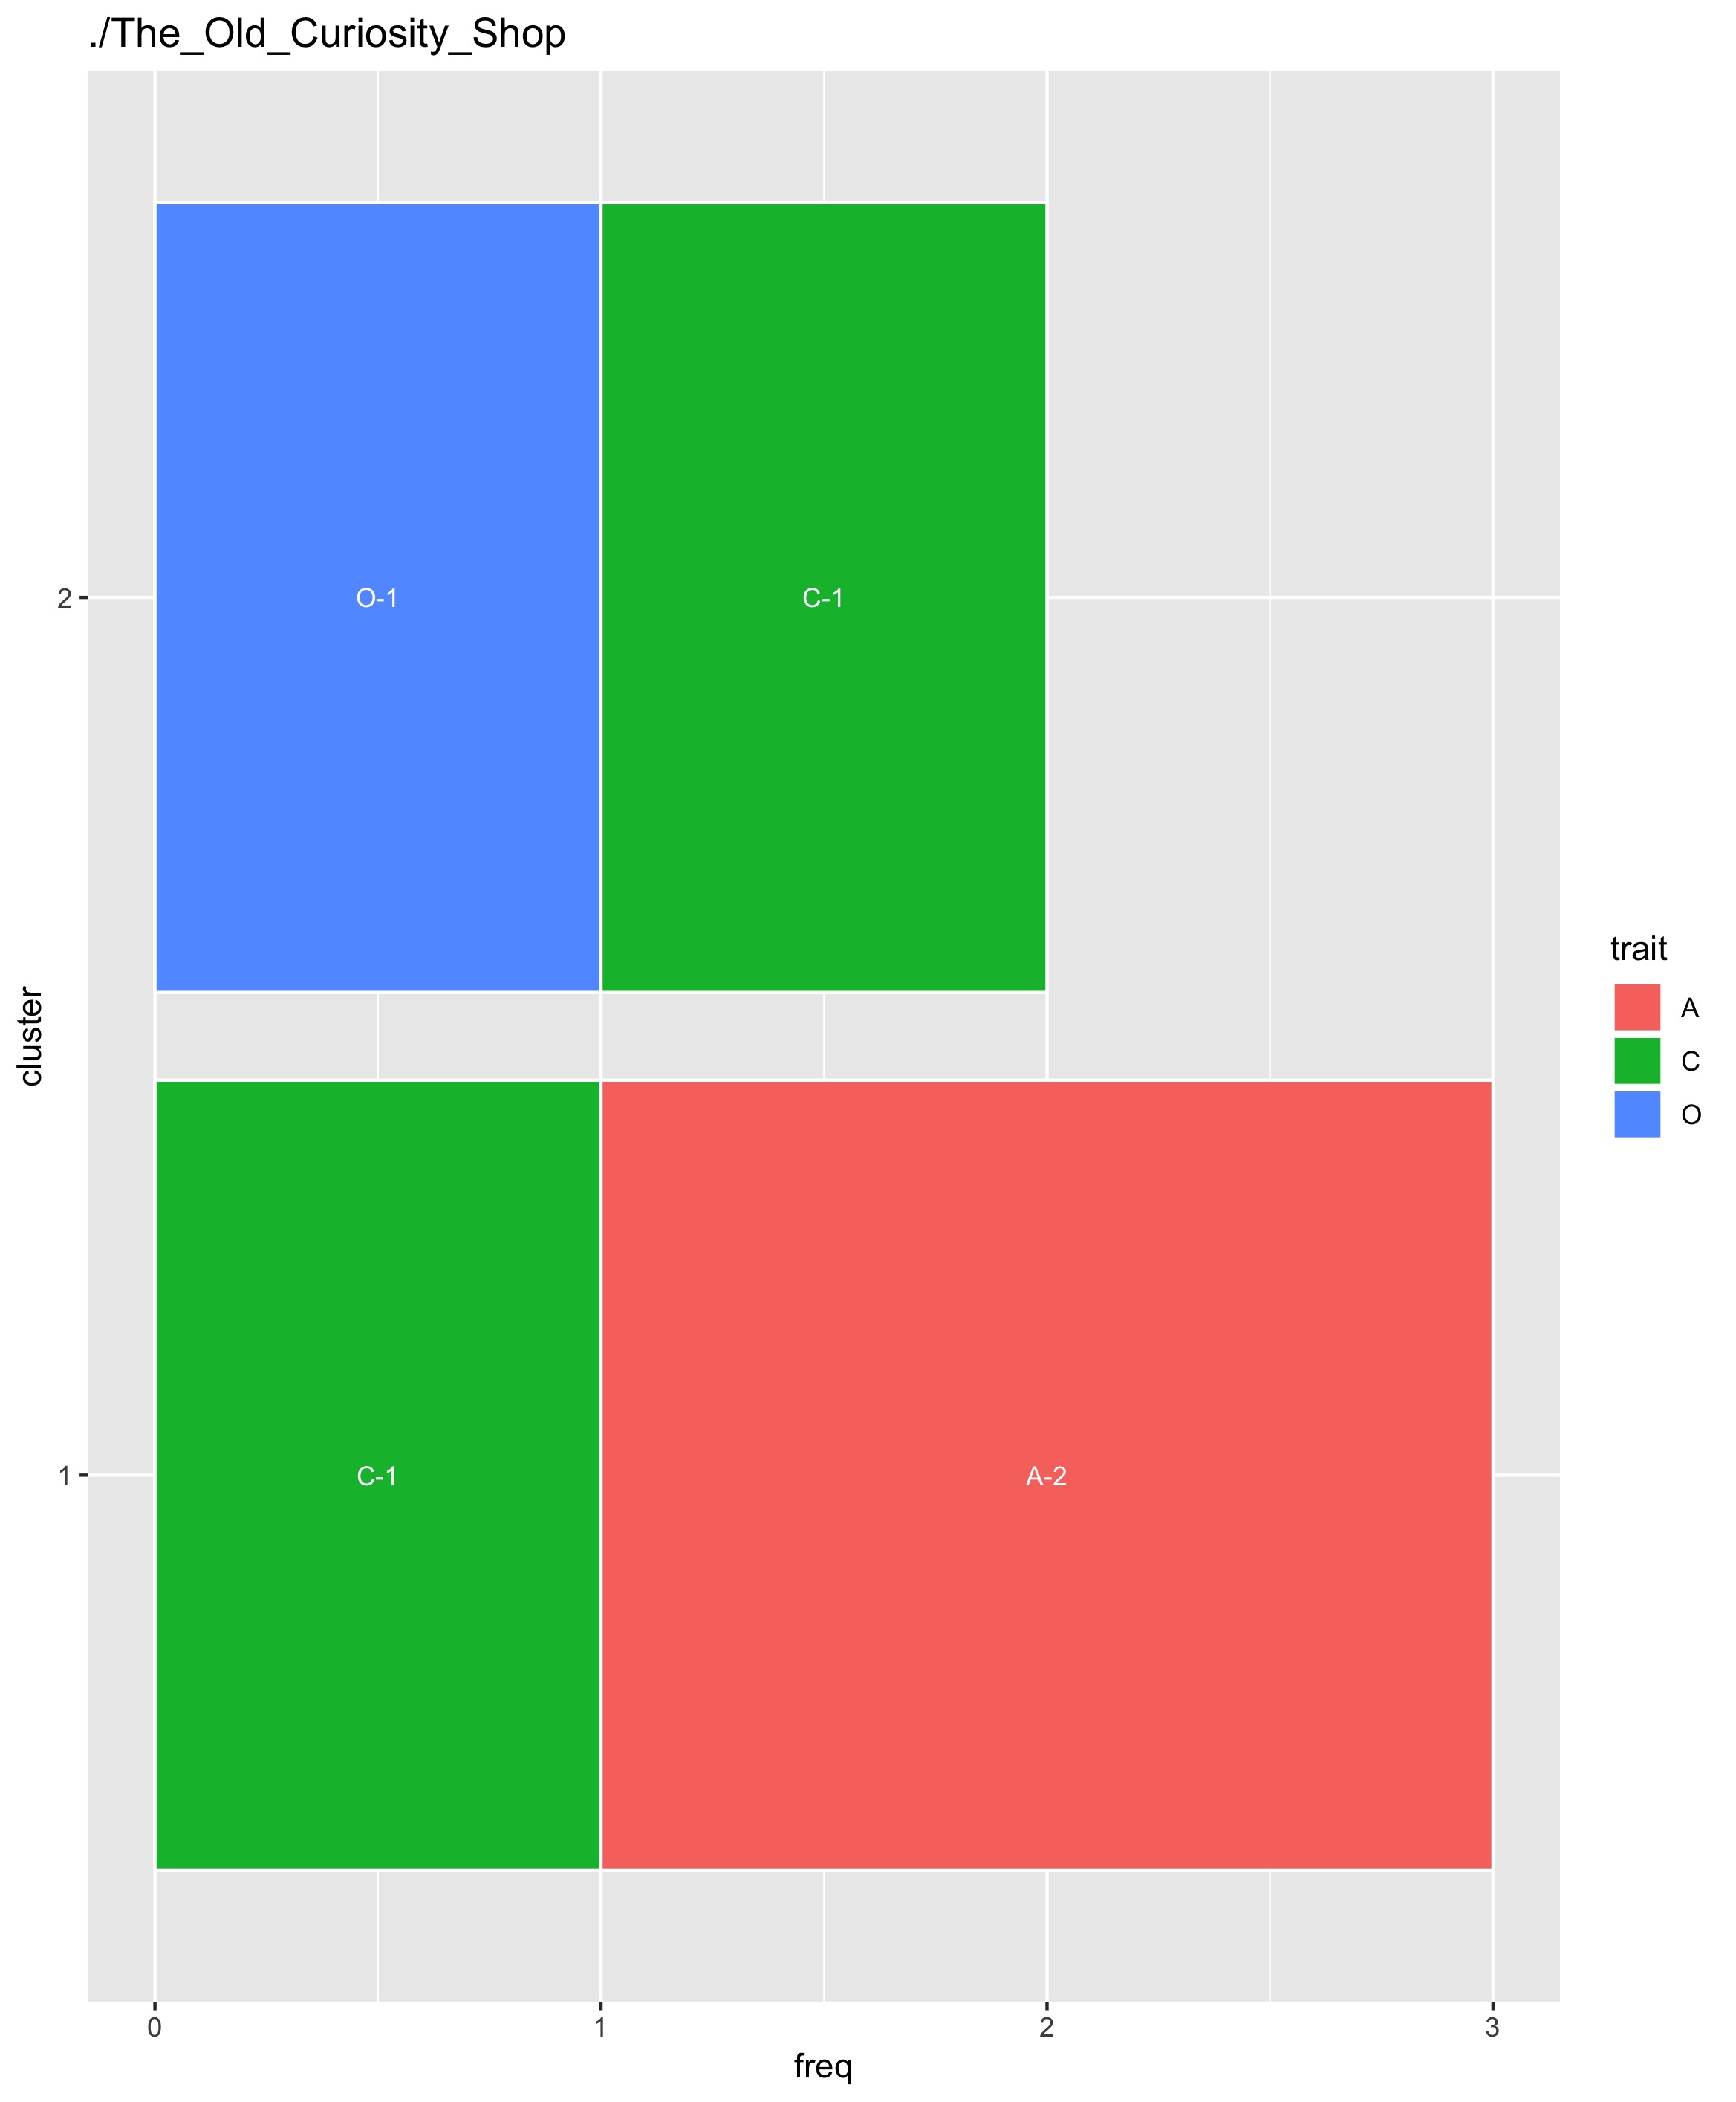 ./The_Old_Curiosity_Shop
O-1 C-1
2
cluster
C-1 A-2
1
0 1 2 3
freq
trait
A
C
O